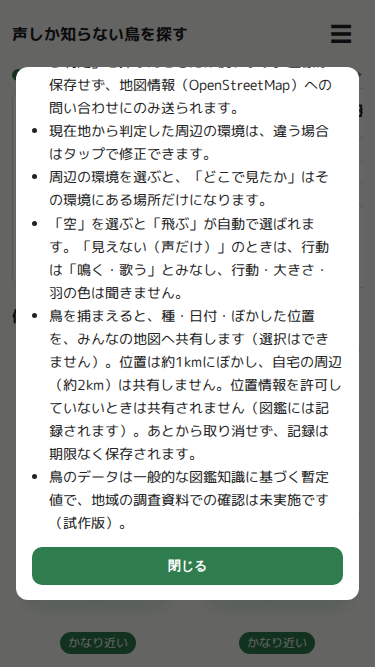 声しか知らない鳥を探す
保存せず、地図情報（OpenStreetMap）への
問い合わせにのみ送られます。
現在地から判定した周辺の環境は、違う場合
はタップで修正できます。
周辺の環境を選ぶと、「どこで見たか」はそ
の環境にある場所だけになります。
「空」を選ぶと「飛ぶ」が自動で選ばれま
す。「見えない（声だけ）」のときは、行動
は「鳴く・歌う」とみなし、行動・大きさ・
羽の色は聞きません。
鳥を捕まえると、種・日付・ぼかした位置
を、みんなの地図へ共有します（選択はでき
ません）。位置は約1kmにぼかし、自宅の周辺
（約2km）は共有しません。位置情報を許可し
ていないときは共有されません（図鑑には記
録されます）。あとから取り消せず、記録は
期限なく保存されます。
鳥のデータは一般的な図鑑知識に基づく暫定
値で、地域の調査資料での確認は未実施です
（試作版）。
閉じる
かなり近い
かなり近い